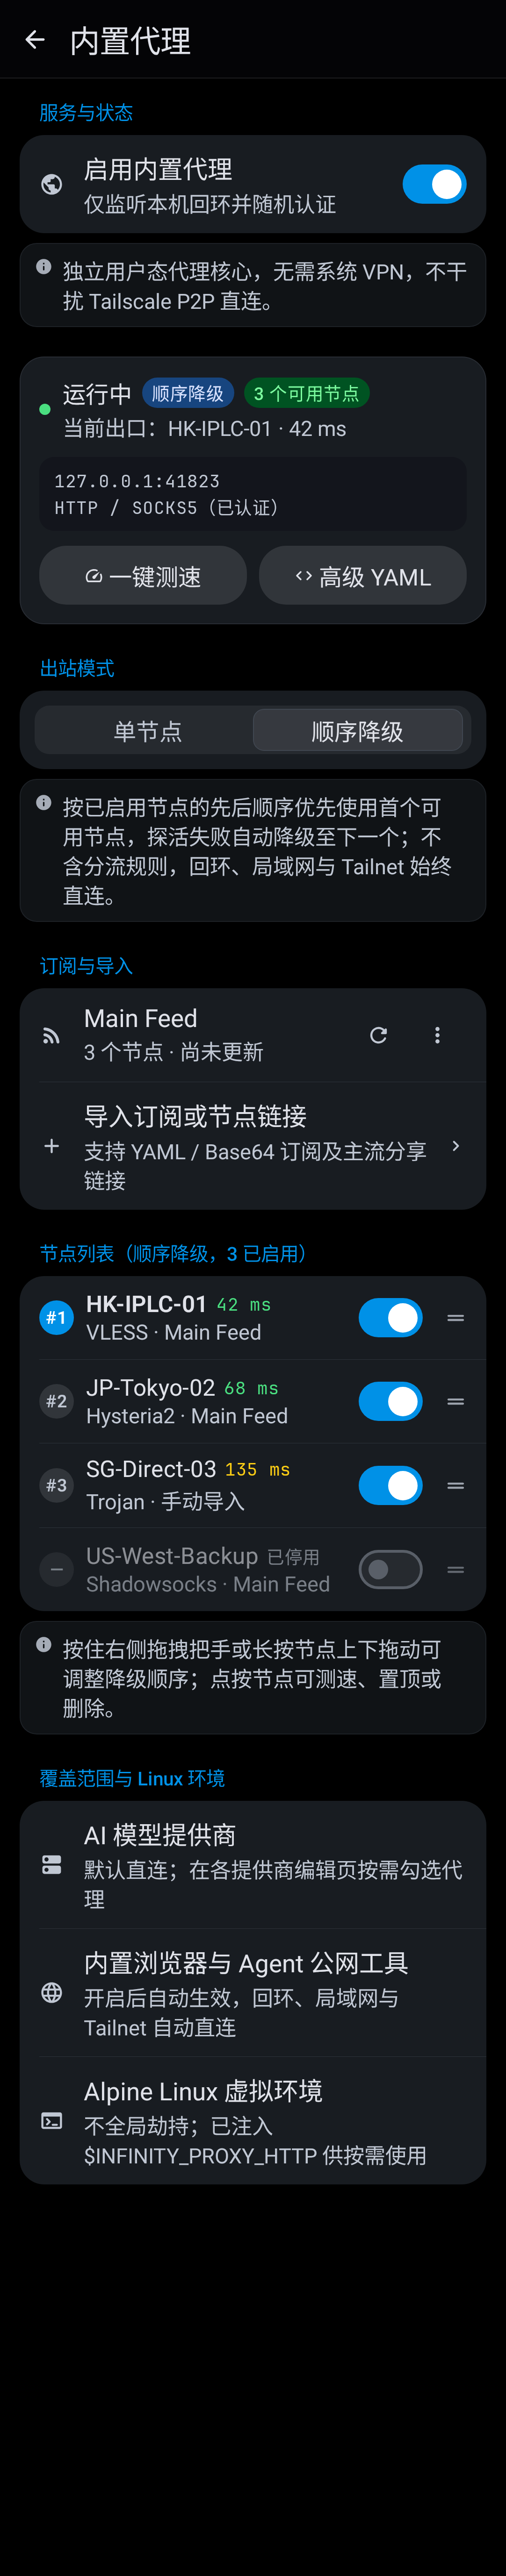 内置代理
服务与状态
启用内置代理
仅监听本机回环并随机认证
独立用户态代理核心，无需系统 VPN，不干
扰 Tailscale P2P 直连。
运行中 顺序降级 3 个可用节点
当前出口：HK-IPLC-01 · 42 ms
127.0.0.1:41823
HTTP / SOCKS5（已认证）
一键测速 高级 YAML
出站模式
单节点 顺序降级
按已启用节点的先后顺序优先使用首个可
用节点，探活失败自动降级至下一个；不
含分流规则，回环、局域网与 Tailnet 始终
直连。
订阅与导入
Main Feed
3 个节点 · 尚未更新
导入订阅或节点链接
支持 YAML / Base64 订阅及主流分享
链接
节点列表（顺序降级，3 已启用）
#1 HK-IPLC-01 42 ms
VLESS · Main Feed
#2 JP-Tokyo-02 68 ms
Hysteria2 · Main Feed
#3 SG-Direct-03 135 ms
Trojan · 手动导入
US-West-Backup 已停用
Shadowsocks · Main Feed
按住右侧拖拽把手或长按节点上下拖动可
调整降级顺序；点按节点可测速、置顶或
删除。
覆盖范围与 Linux 环境
AI 模型提供商
默认直连；在各提供商编辑页按需勾选代
理
内置浏览器与 Agent 公网工具
开启后自动生效，回环、局域网与
Tailnet 自动直连
Alpine Linux 虚拟环境
不全局劫持；已注入
$INFINITY_PROXY_HTTP 供按需使用